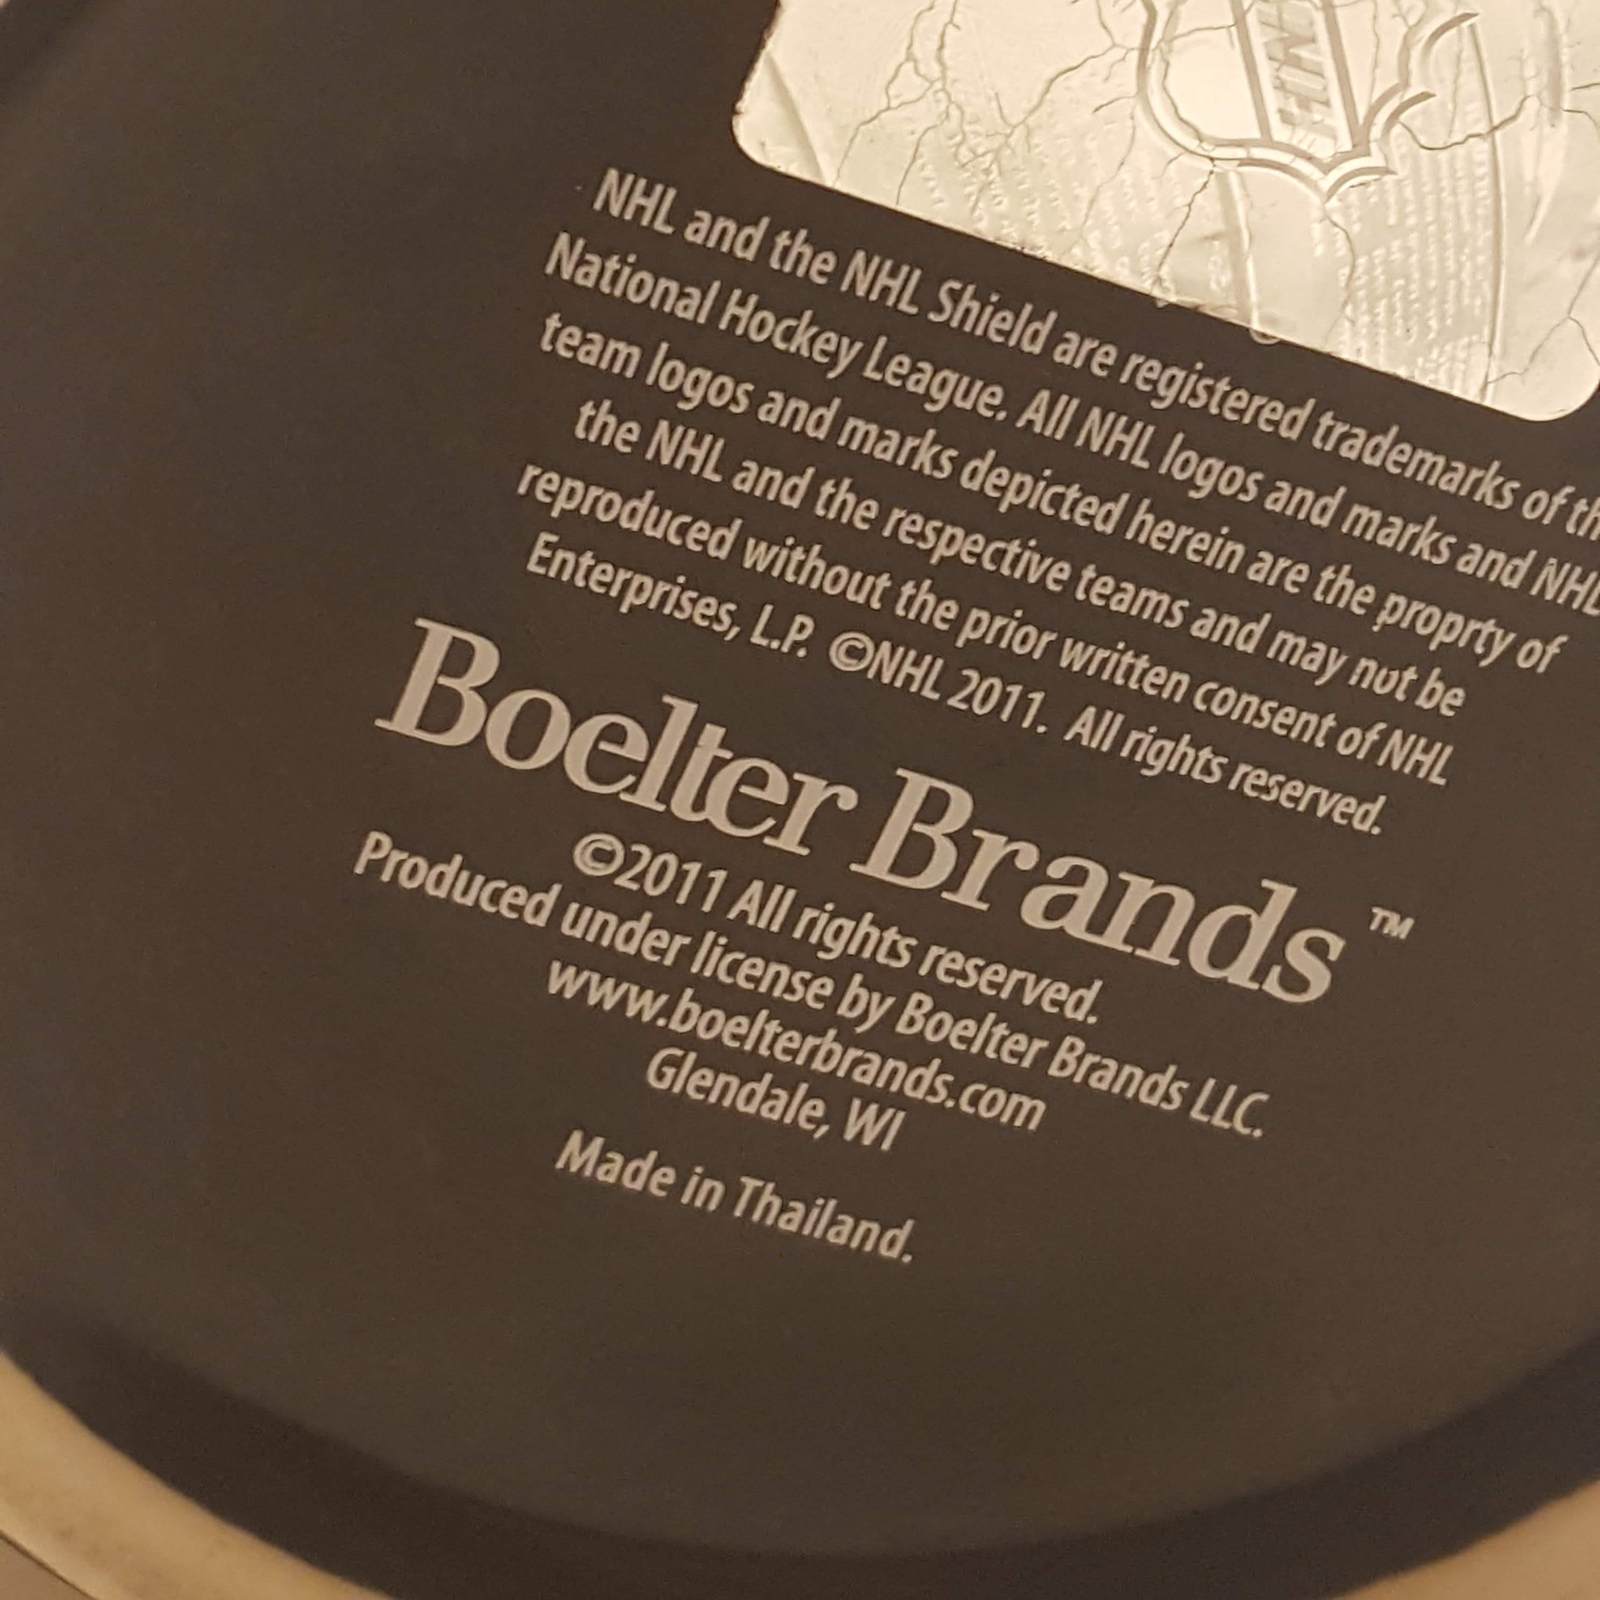 NHL
NHL and the NHL Shield are registered trademarks of th
National Hockey League. All NHL logos and marks and NHL
team logos and marks depicted herein are the proprty of
the NHL and the respective teams and may not be
reproduced without the prior written consent of NHL
Enterprises, L.P. ©NHL 2011. All rights reserved.
Boelter Brands™
©2011 All rights reserved.
Produced under license by Boelter Brands LLC.
www.boelterbrands.com
Glendale, WI
Made in Thailand.